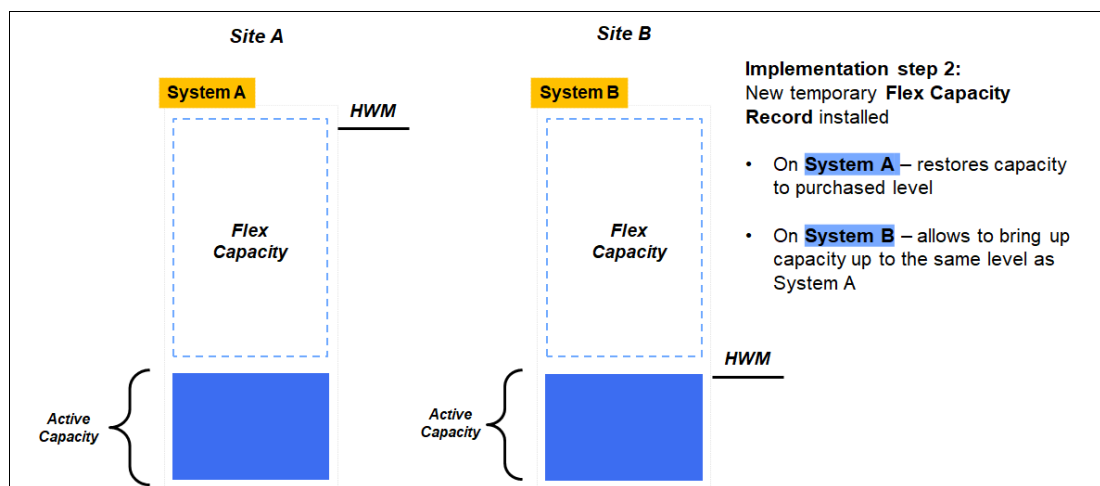 Site A
Site B
System A
System B
HWM
Flex
Capacity
Flex
Capacity
HWM
Active
Capacity
Active
Capacity
Implementation step 2:
New temporary Flex Capacity
Record installed
• On System A – restores capacity
to purchased level
• On System B – allows to bring up
capacity up to the same level as
System A